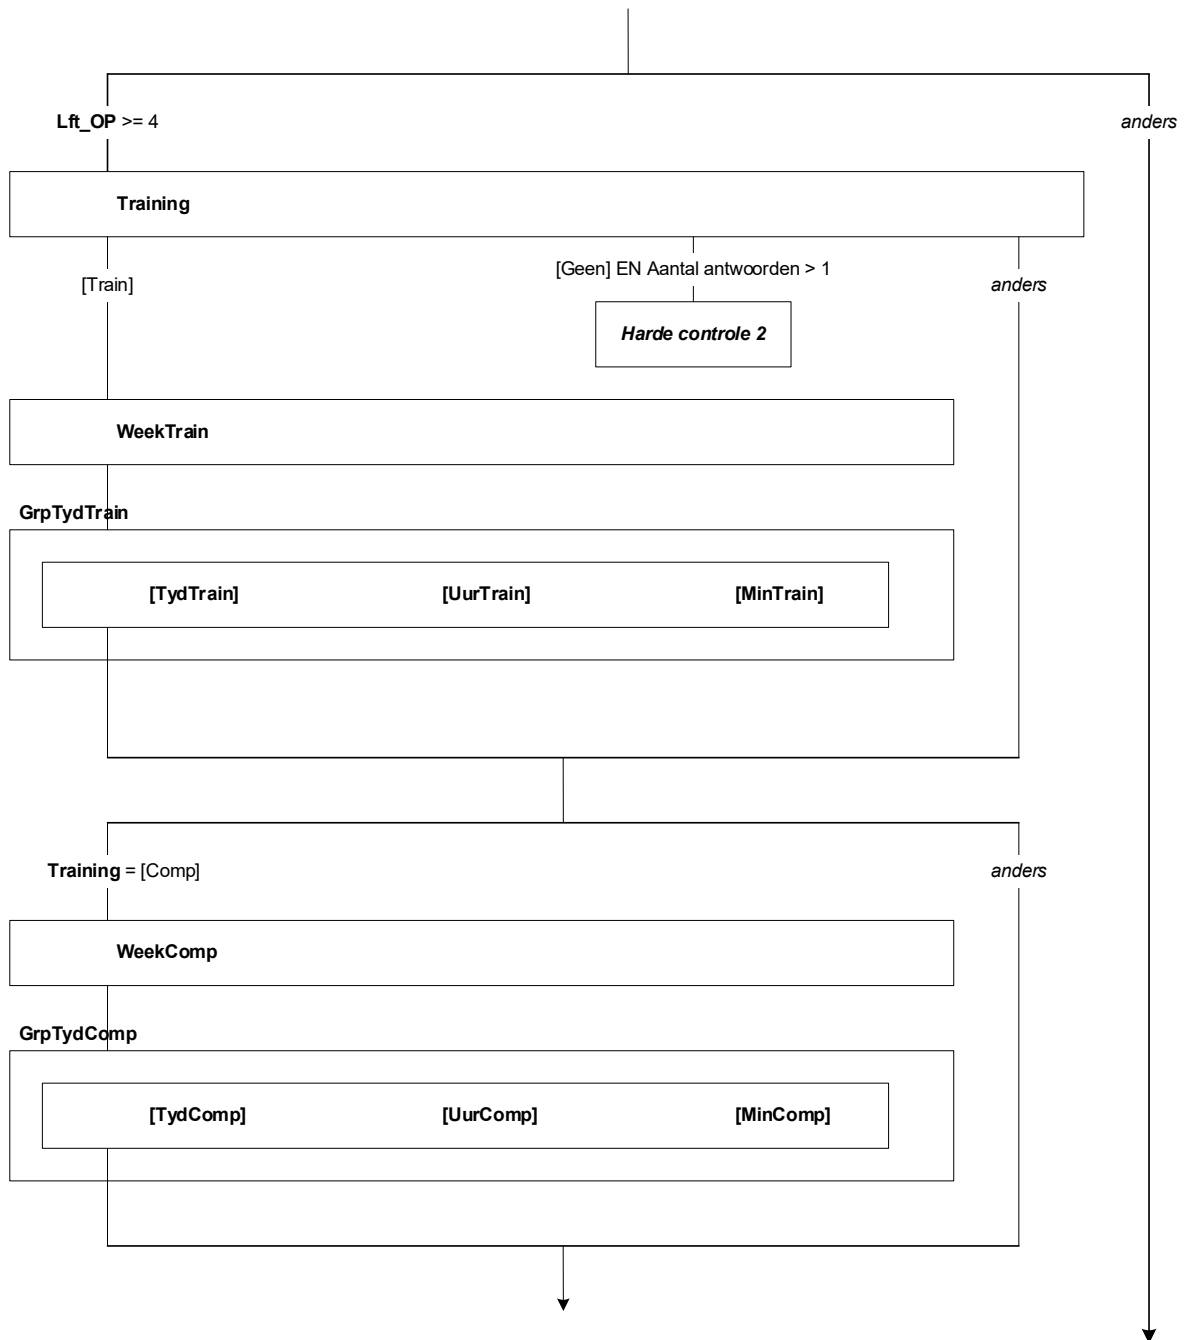 Lft_OP >= 4
anders
Training
[Train]
[Geen] EN Aantal antwoorden > 1
anders
Harde controle 2
WeekTrain
GrpTydTrain
[TydTrain] [UurTrain] [MinTrain]
Training = [Comp]
anders
WeekComp
GrpTydComp
[TydComp] [UurComp] [MinComp]